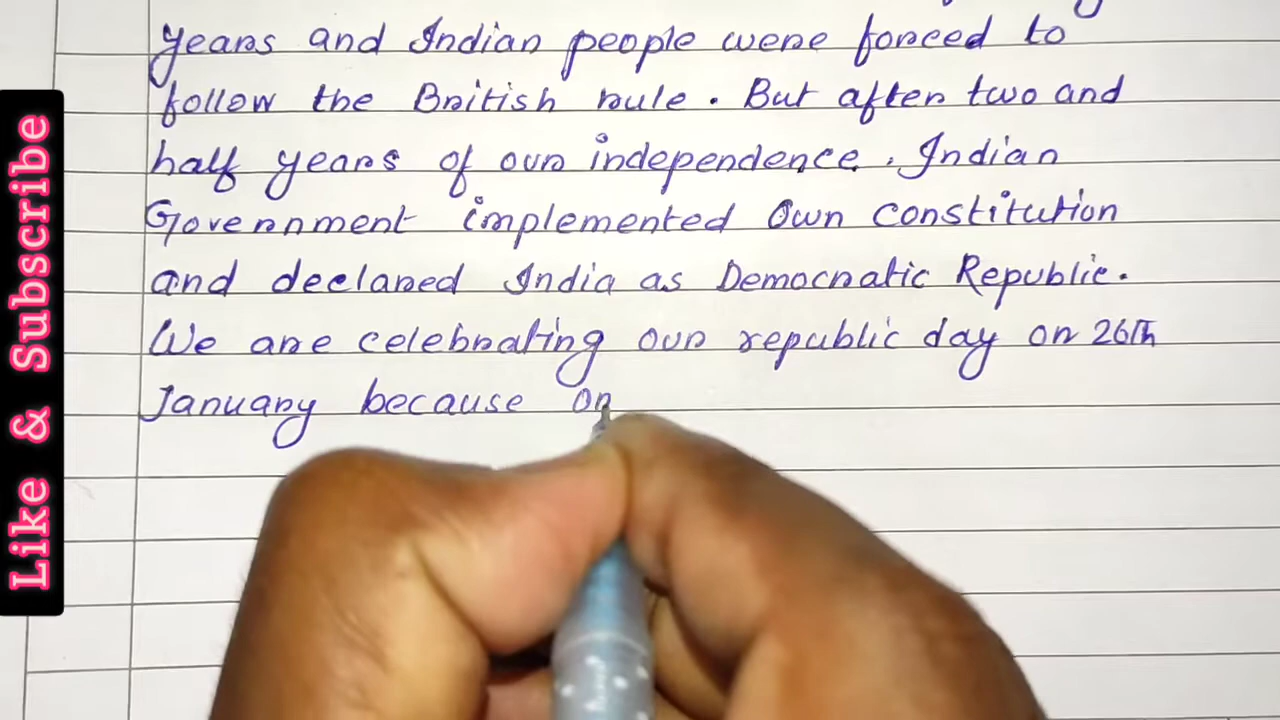 years and Indian people were forced to
follow the British rule. But after two and
half years of our independence. Indian
Government implemented Own constitution
and declared India as Democratic Republic.
We are celebrating our republic day on 26th
January because on
Like & Subscribe